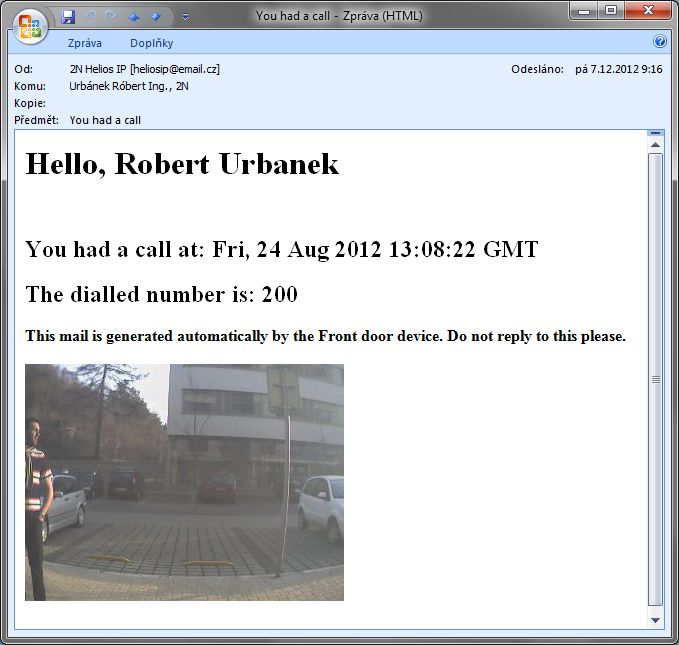 You had a call - Zpráva (HTML)
Zpráva Doplňky
Od: 2N Helios IP [heliosip@email.cz] Odesláno: pá 7.12.2012 9:16
Komu: Urbánek Róbert Ing., 2N
Kopie:
Předmět: You had a call
Hello, Robert Urbanek
You had a call at: Fri, 24 Aug 2012 13:08:22 GMT
The dialled number is: 200
This mail is generated automatically by the Front door device. Do not reply to this please.